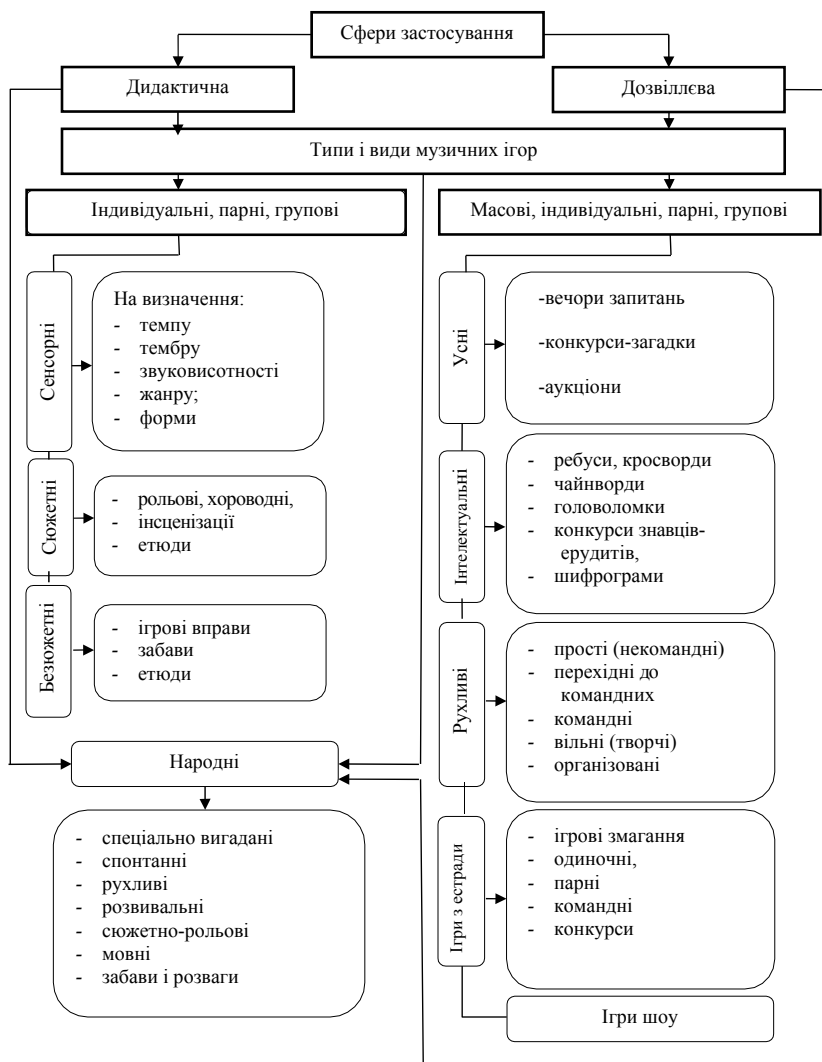 Сфери застосування
Дидактична
Дозвіллєва
Типи і види музичних ігор
Індивідуальні, парні, групові
Масові, індивідуальні, парні, групові
Сенсорні
На визначення:
- темпу
- тембру
- звуковисотності
- жанру;
- форми
Сюжетні
- рольові, хороводні,
- інсценізації
- етюди
Безюжетні
- ігрові вправи
- забави
- етюди
Народні
- спеціально вигадані
- спонтанні
- рухливі
- розвивальні
- сюжетно-рольові
- мовні
- забави і розваги
Усні
-вечори запитань
-конкурси-загадки
-аукціони
Інтелектуальні
- ребуси, кросворди
- чайнворди
- головоломки
- конкурси знавців-
ерудитів,
- шифрограми
Рухливі
- прості (некомандні)
- перехідні до
командних
- командні
- вільні (творчі)
- організовані
Ігри з естради
- ігрові змагання
- одиночні,
- парні
- командні
- конкурси
Ігри шоу